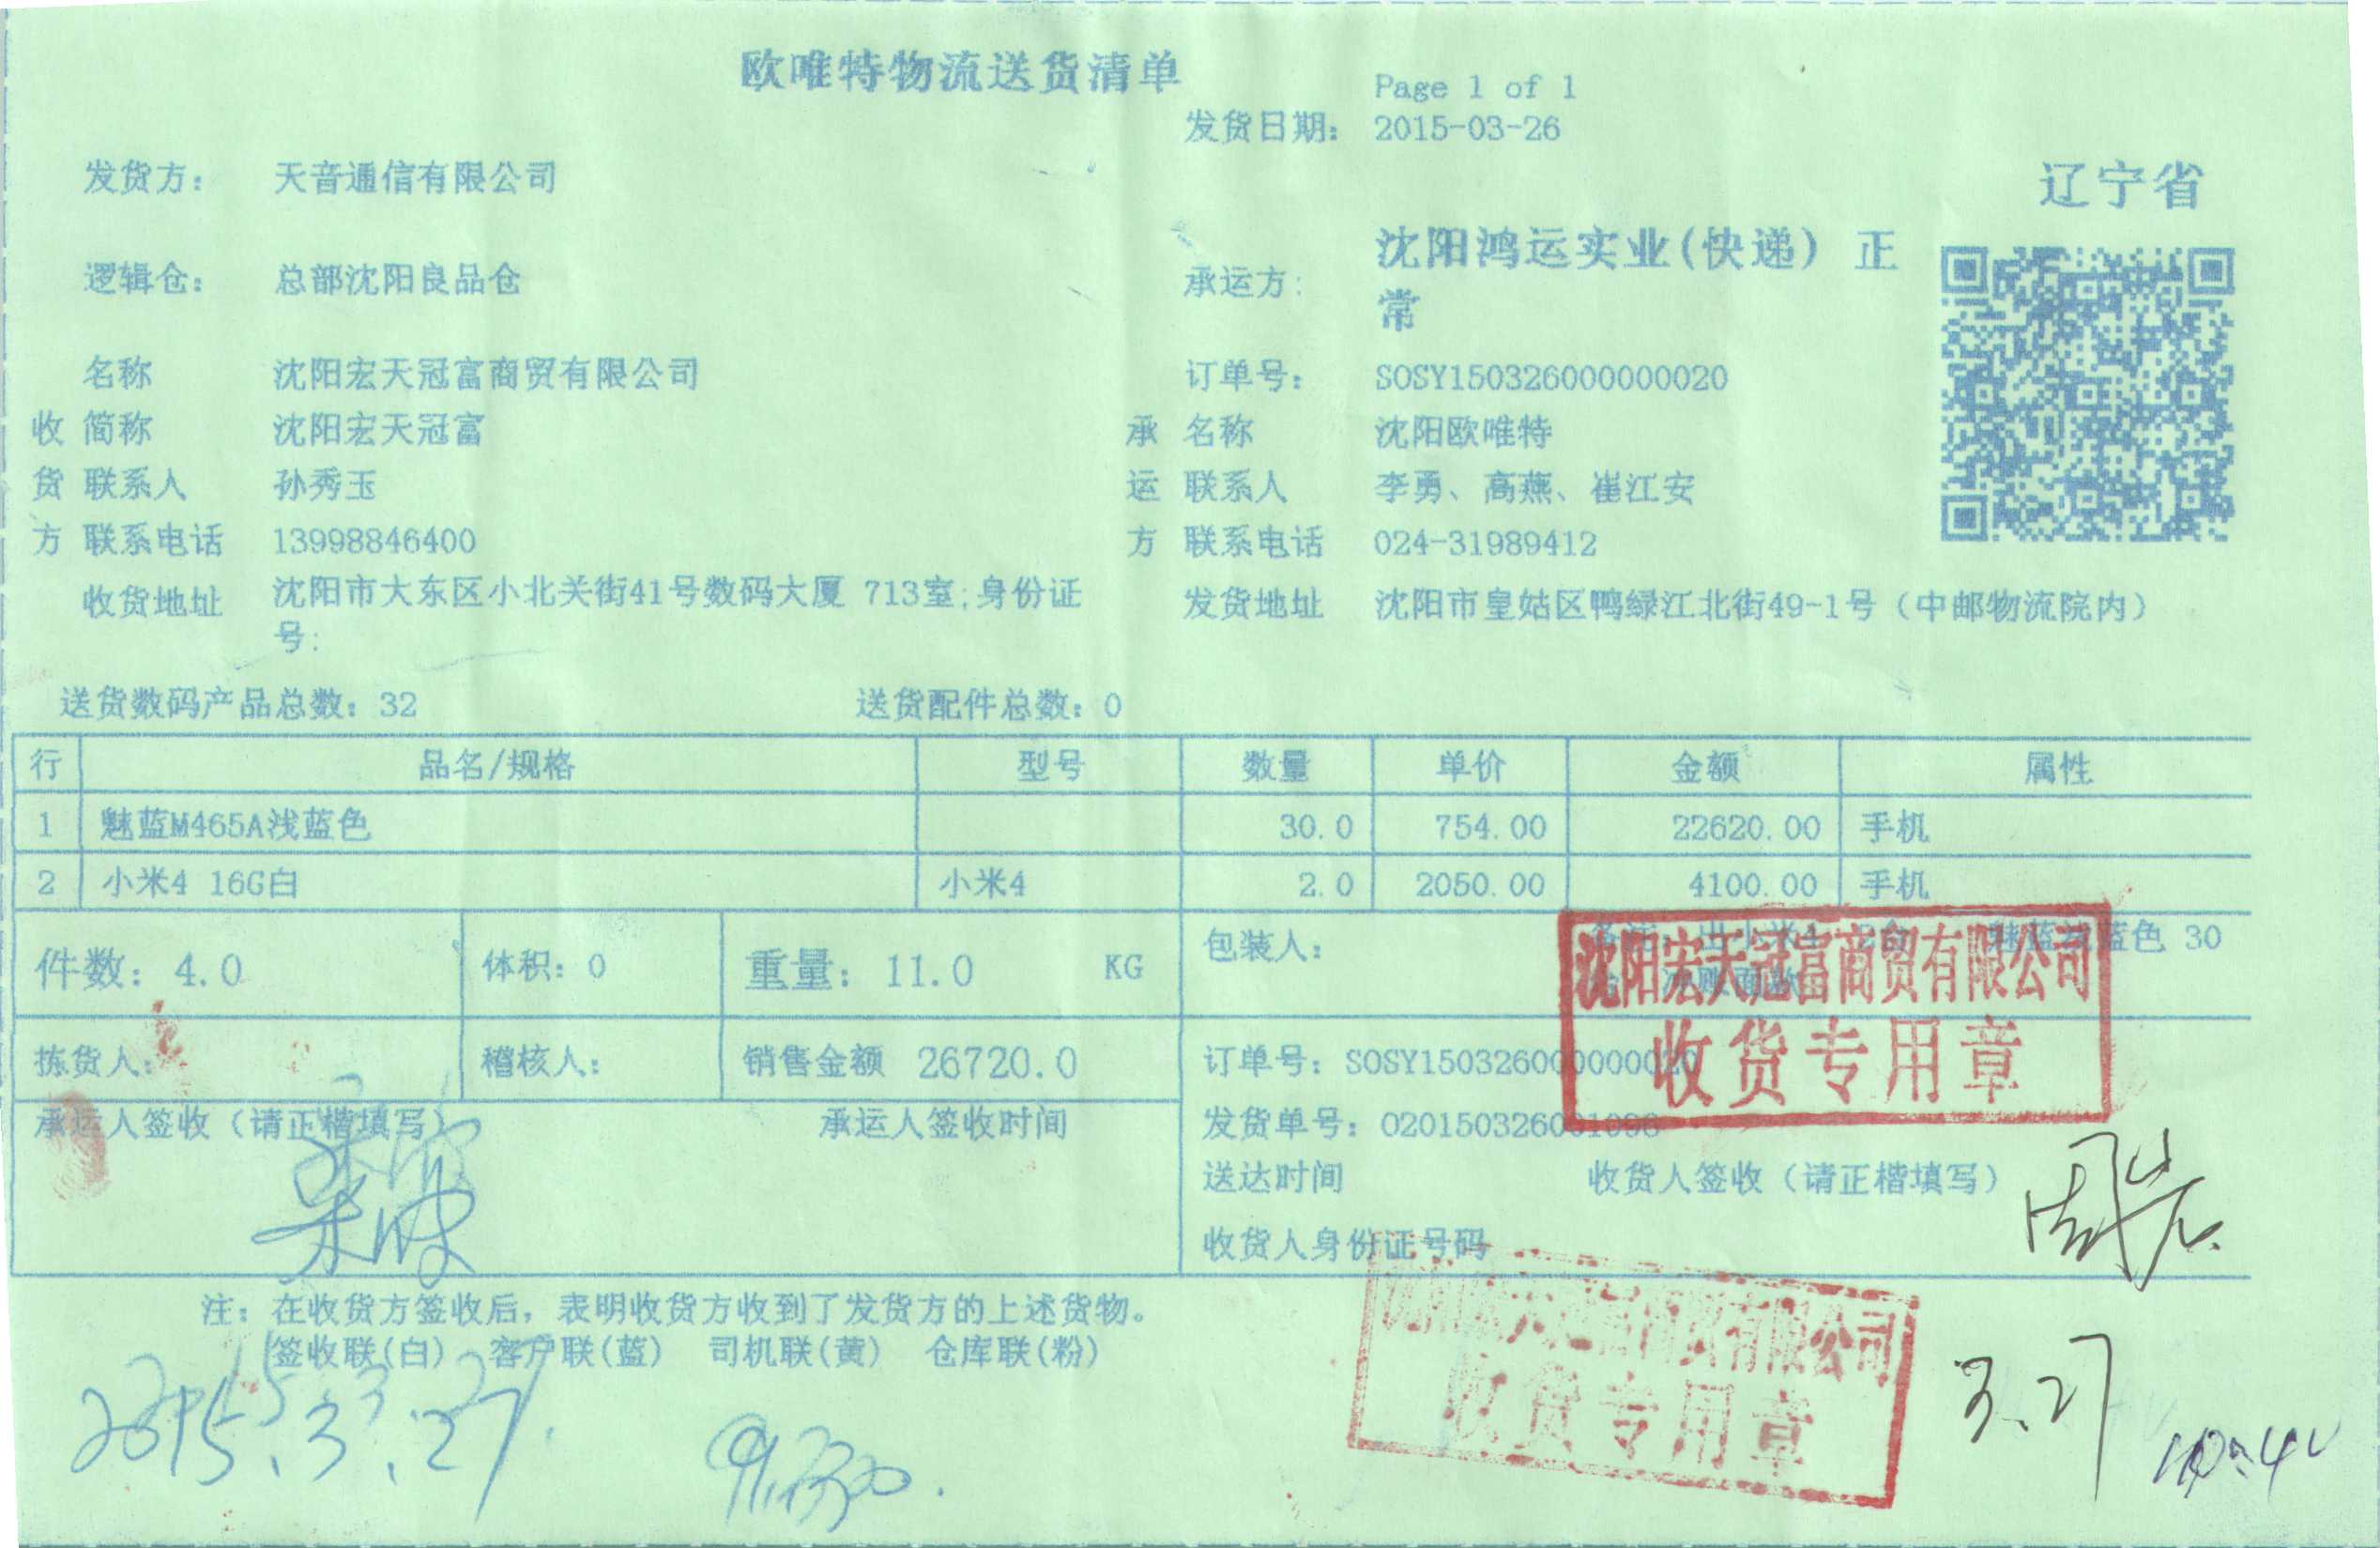 欧唯特物流送货清单
Page 1 of 1
发货日期: 2015-03-26
发货方: 天音通信有限公司
辽宁省
逻辑仓: 总部沈阳良品仓
承运方: 沈阳鸿运实业(快递) 正常
名称 沈阳宏天冠富商贸有限公司
订单号: SOSY150326000000020
收 简称 沈阳宏天冠富
承 名称 沈阳欧唯特
货 联系人 孙秀玉
运 联系人 李勇、高燕、崔江安
方 联系电话 13998846400
方 联系电话 024-31989412
收货地址 沈阳市大东区小北关街41号数码大厦 713室;身份证
号:
发货地址 沈阳市皇姑区鸭绿江北街49-1号(中邮物流院内)
送货数码产品总数: 32 送货配件总数: 0
行 品名/规格 型号 数量 单价 金额 属性
1 魅蓝M465A浅蓝色 30.0 754.00 22620.00 手机
2 小米4 16G白 小米4 2.0 2050.00 4100.00 手机
件数: 4.0 体积: 0 重量: 11.0 KG 包装人:
蓝色 30
沈阳宏天冠富商贸有限公司
收货专用章
拣货人: 稽核人: 销售金额 26720.0
订单号: SOSY150326000000020
承运人签收(请正楷填写) 承运人签收时间
发货单号: 020150326001096
送达时间 收货人签收(请正楷填写)
收货人身份证号码
注: 在收货方签收后, 表明收货方收到了发货方的上述货物。
签收联(白) 客户联(蓝) 司机联(黄) 仓库联(粉)
2015.3.27.
沈阳宏天冠富商贸有限公司
收货专用章
3.27